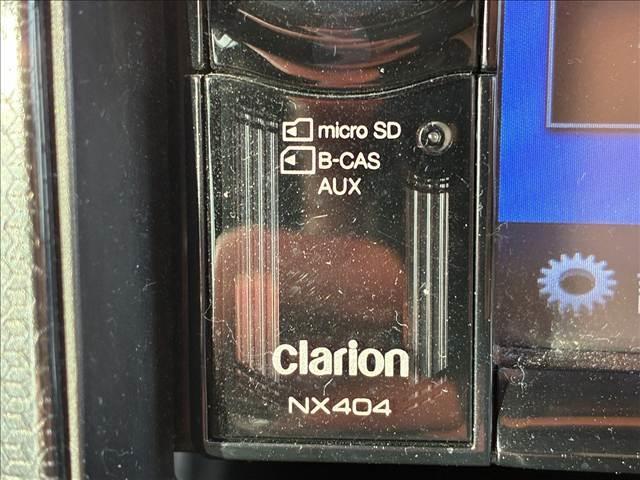 micro SD
B-CAS
AUX
clarion
NX404